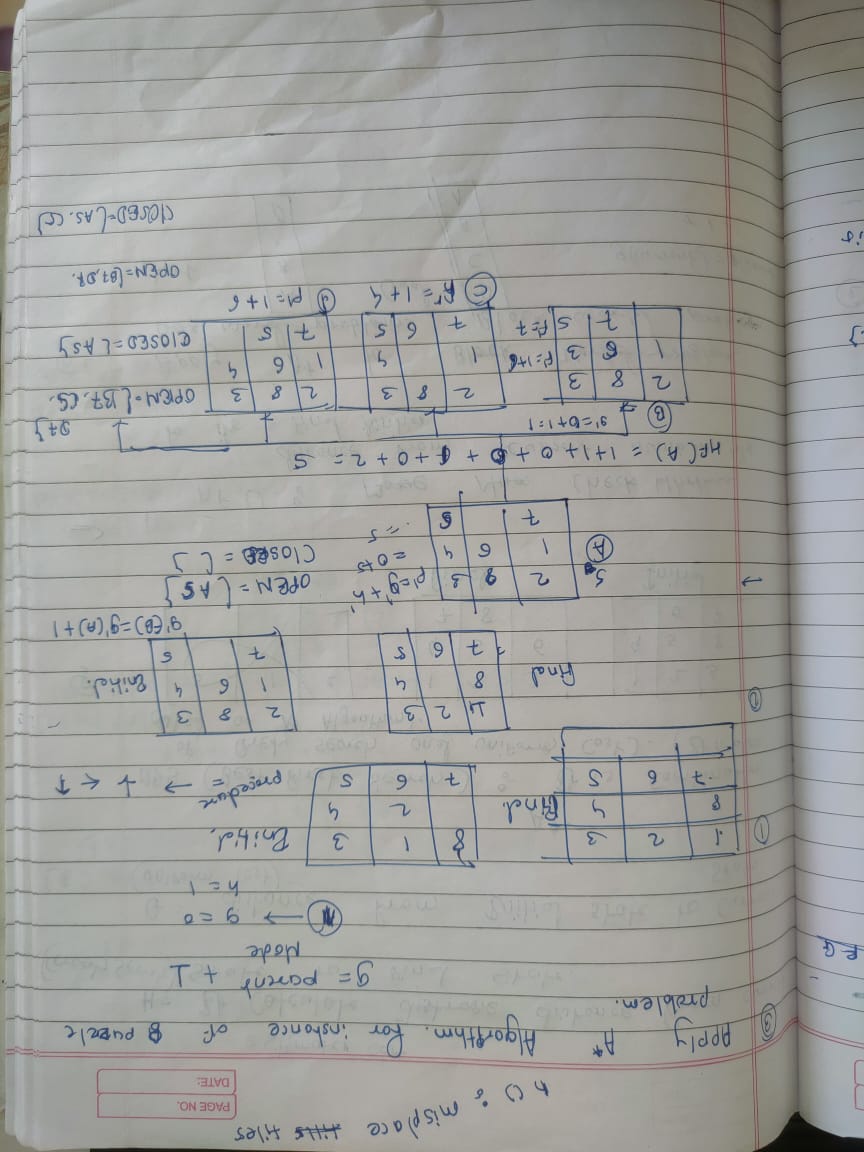 h() : misplace tiles
PAGE NO.
DATE:
③ Apply A* Algorithm. for instance of 8 puzzle
problem.
g = parent + 1
Node
N → g = 0
h = 1
RG
① 1 2 3
8 4
7 6 5
Final.
8 1 3
2 4
7 6 5
Initial.
procedure → ↓ ← ↑
① Final
1 2 3
8 4
7 6 5
2 8 3
1 6 4
7 5
Initial.
g'(B) = g'(A) + 1
→ S
A
2 8 3
1 6 4
7 5
f' = g' + h'
= 0+5
= 5
OPEN = [A5]
Closed = [ ]
HF(A) = 1+1+0+0+1+0+2 = 5
B g' = 0+1=1
2 8 3
1 6 3
7 5
f'=1+6
f'=7
2 8 3
1 4
7 6 5
C h' = 1+4
2 8 3
1 6 4
7 5
d f' = 1+6
D7}
OPEN = {B7, C5,
CLOSED = {A5}
OPEN = [B7, D7.
CLOSED = [A5, C5]
is